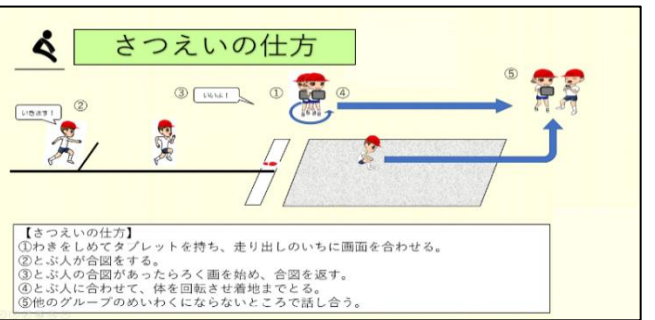 さつえいの仕方
⑤
③ いいよ！ ① ④
いきます！ ②
【さつえいの仕方】
①わきをしめてタブレットを持ち、走り出しのいちに画面を合わせる。
②とぶ人が合図をする。
③とぶ人の合図があったらろく画を始め、合図を返す。
④とぶ人に合わせて、体を回転させ着地までとる。
⑤他のグループのめいわくにならないところで話し合う。